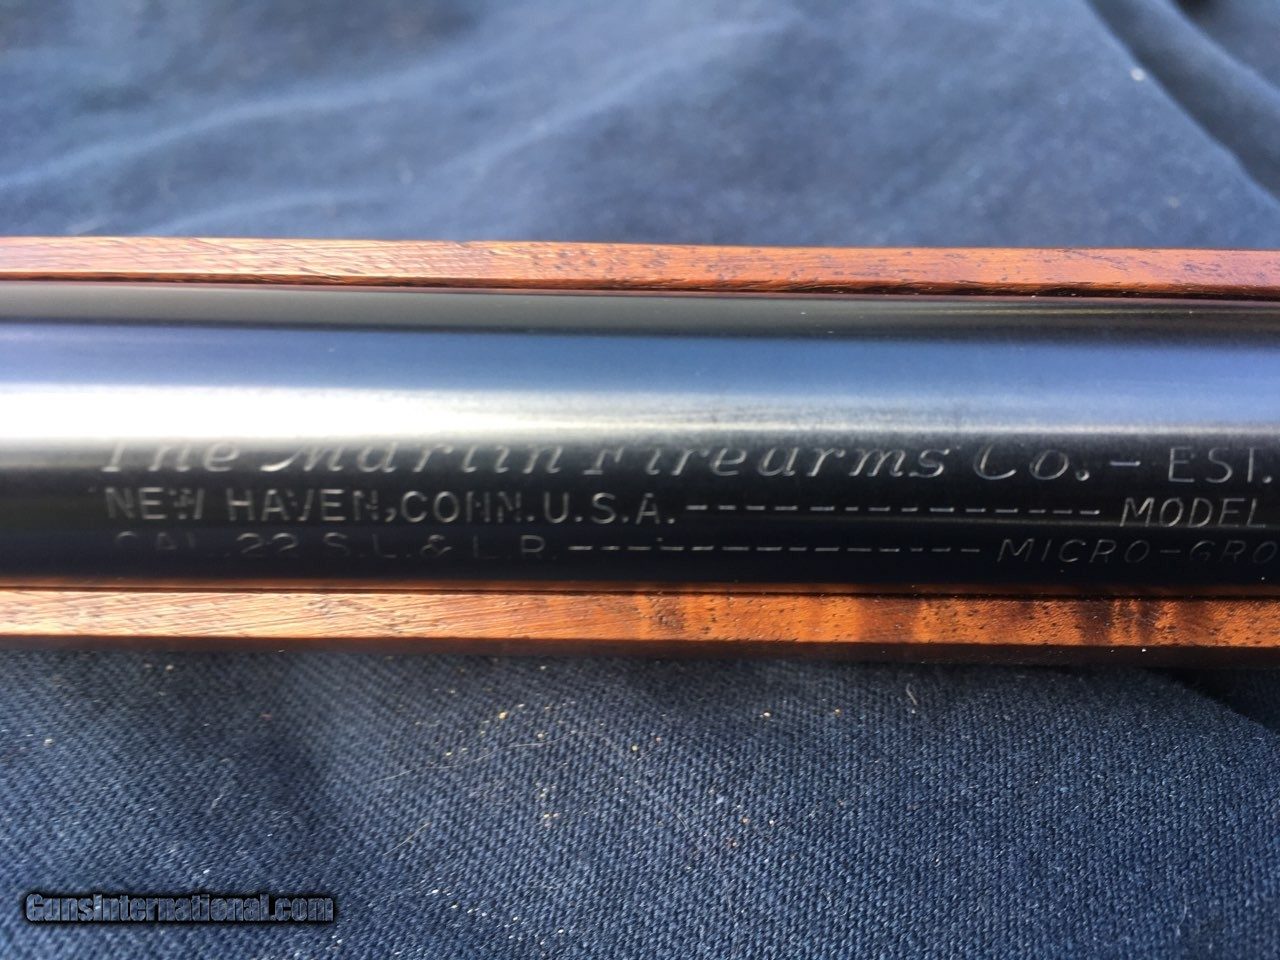 The Marlin Firearms Co. - EST.
NEW HAVEN, CONN. U.S.A. --------------- MODEL
CAL .22 S.L.& L.R. --------------- MICRO-GRO
GunsInternational.com